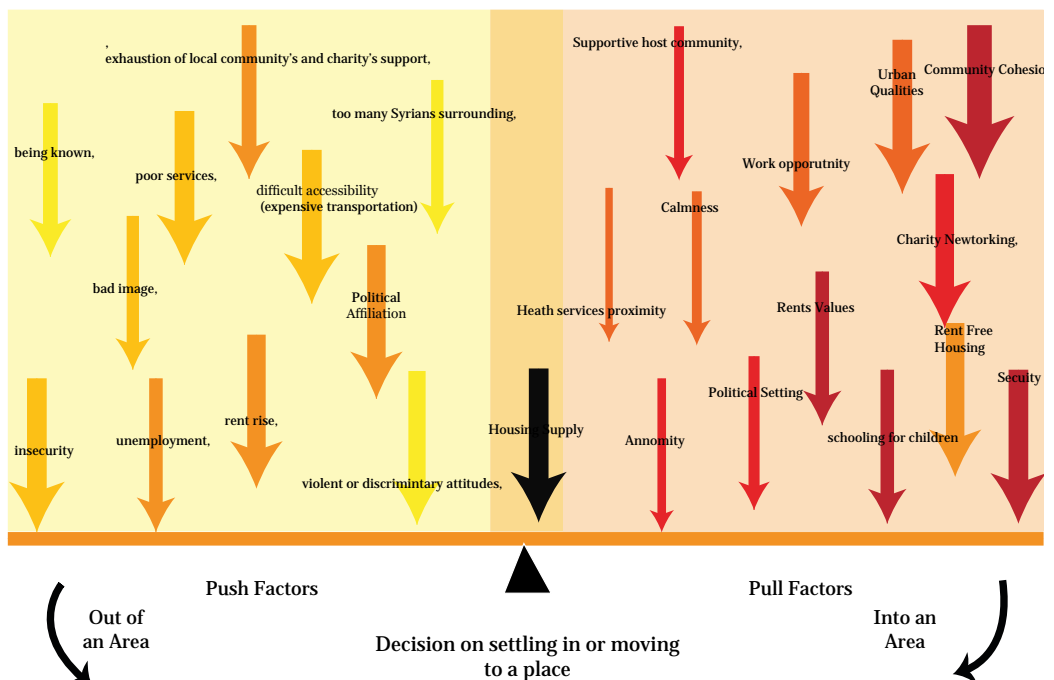 ,
exhaustion of local community's and charity's support,
too many Syrians surrounding,
being known,
poor services,
difficult accessibility
(expensive transportation)
bad image,
Political
Affiliation
insecurity
unemployment,
rent rise,
violent or discrimintary attitudes,
Housing Supply
Supportive host community,
Urban
Qualities
Community Cohesio
Work opporutnity
Calmness
Charity Newtorking,
Heath services proximity
Rents Values
Rent Free
Housing
Annomity
Political Setting
schooling for children
Secuity
Push Factors
Pull Factors
Out of
an Area
Into an
Area
Decision on settling in or moving
to a place